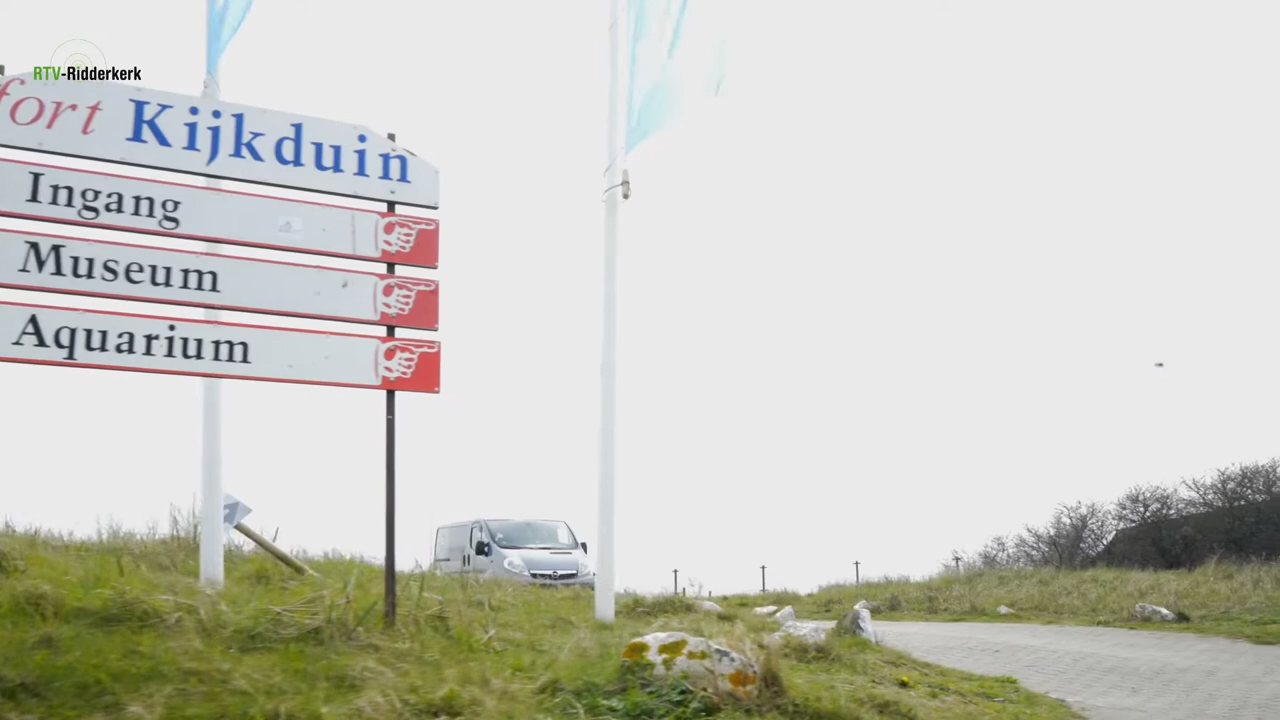 RTV-Ridderkerk
fort Kijkduin
Ingang
Museum
Aquarium